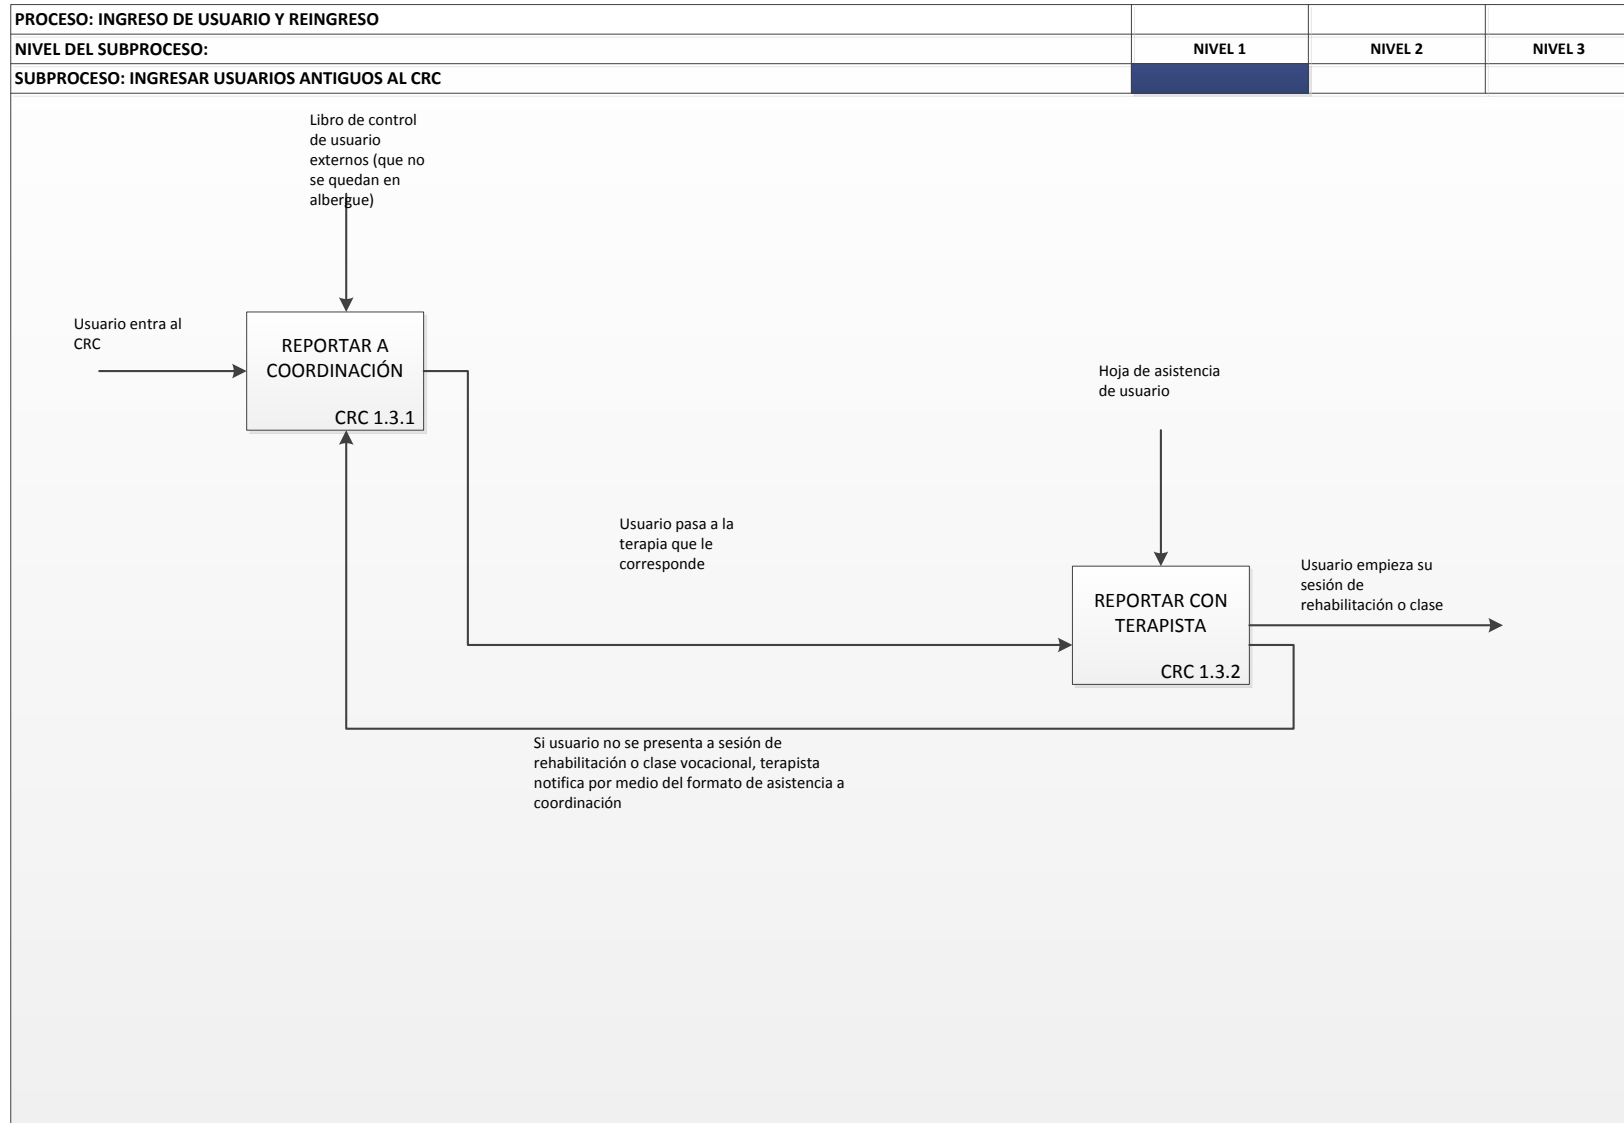 PROCESO: INGRESO DE USUARIO Y REINGRESO
NIVEL DEL SUBPROCESO: NIVEL 1 NIVEL 2 NIVEL 3
SUBPROCESO: INGRESAR USUARIOS ANTIGUOS AL CRC
Libro de control
de usuario
externos (que no
se quedan en
albergue)
Usuario entra al
CRC
REPORTAR A
COORDINACIÓN
CRC 1.3.1
Hoja de asistencia
de usuario
Usuario pasa a la
terapia que le
corresponde
REPORTAR CON
TERAPISTA
CRC 1.3.2
Usuario empieza su
sesión de
rehabilitación o clase
Si usuario no se presenta a sesión de
rehabilitación o clase vocacional, terapista
notifica por medio del formato de asistencia a
coordinación